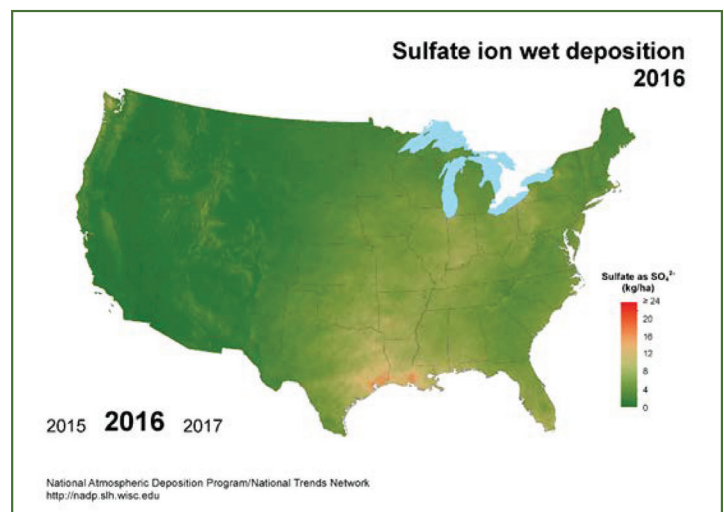 Sulfate ion wet deposition
2016
Sulfate as SO₄²⁻
(kg/ha)
≥ 24
20
16
12
8
4
0
2015 2016 2017
National Atmospheric Deposition Program/National Trends Network
http://nadp.slh.wisc.edu